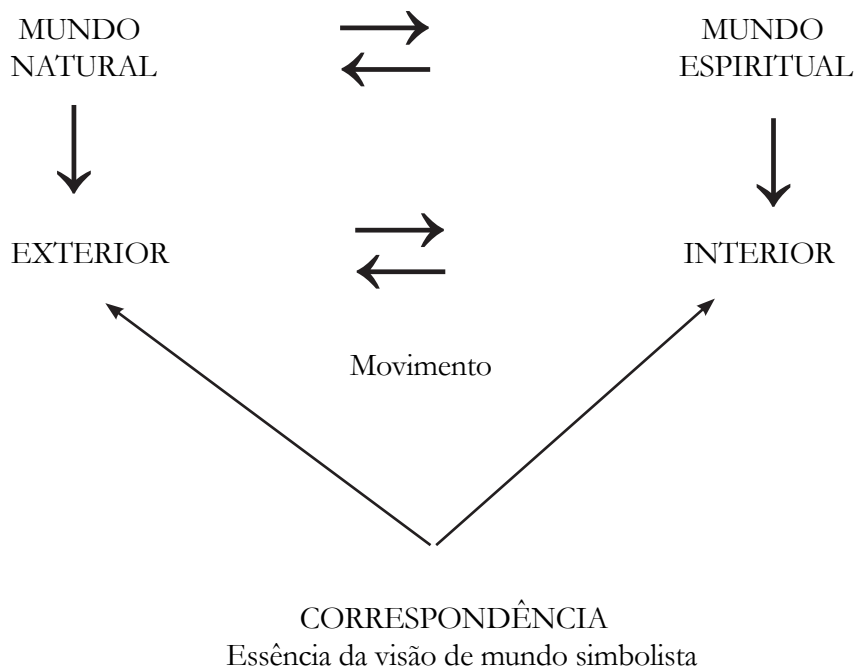 MUNDO
NATURAL
MUNDO
ESPIRITUAL
EXTERIOR
INTERIOR
Movimento
CORRESPONDÊNCIA
Essência da visão de mundo simbolista